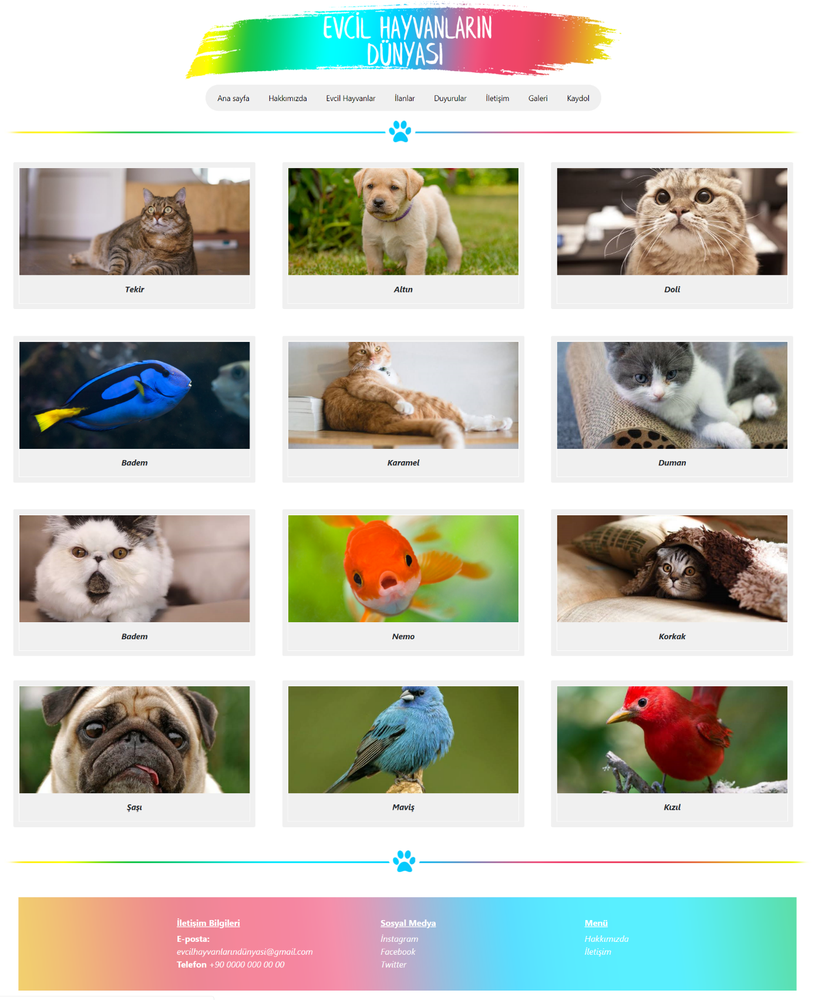 EVCİL HAYVANLARIN
DÜNYASI
Ana sayfa Hakkımızda Evcil Hayvanlar İlanlar Duyurular İletişim Galeri Kaydol
Tekir Altın Doli
Badem Karamel Duman
Badem Nemo Korkak
Şaşı Maviş Kızıl
İletişim Bilgileri Sosyal Medya Menü
E-posta: İnstagram Hakkımızda
evcilhayvanlarındünyasi@gmail.com Facebook İletişim
Telefon +90 0000 000 00 00 Twitter